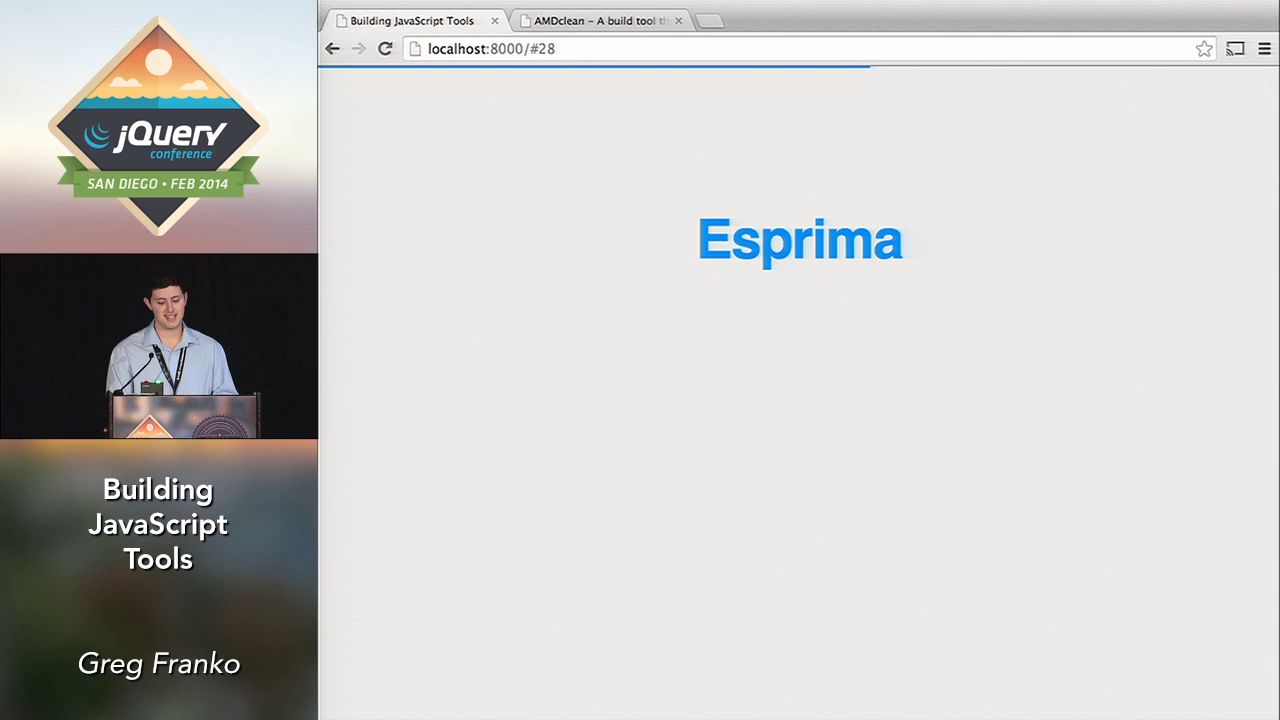 jQuery
conference
SAN DIEGO • FEB 2014
Building
JavaScript
Tools
Greg Franko
Building JavaScript Tools
AMDclean – A build tool th
localhost:8000/#28
Esprima